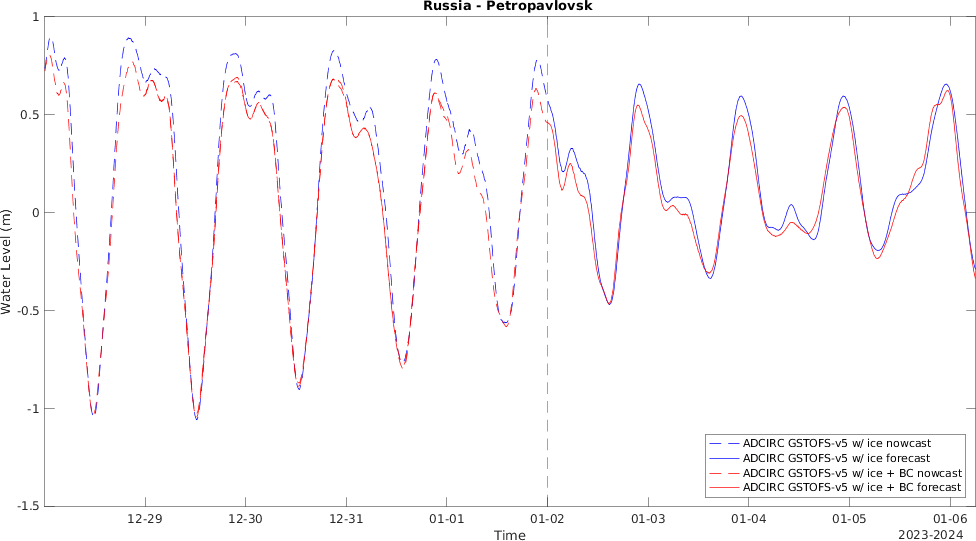 Russia - Petropavlovsk
Water Level (m)
1
0.5
0
-0.5
-1
-1.5
12-29
12-30
12-31
01-01
01-02
01-03
01-04
01-05
01-06
Time
2023-2024
ADCIRC GSTOFS-v5 w/ ice nowcast
ADCIRC GSTOFS-v5 w/ ice forecast
ADCIRC GSTOFS-v5 w/ ice + BC nowcast
ADCIRC GSTOFS-v5 w/ ice + BC forecast